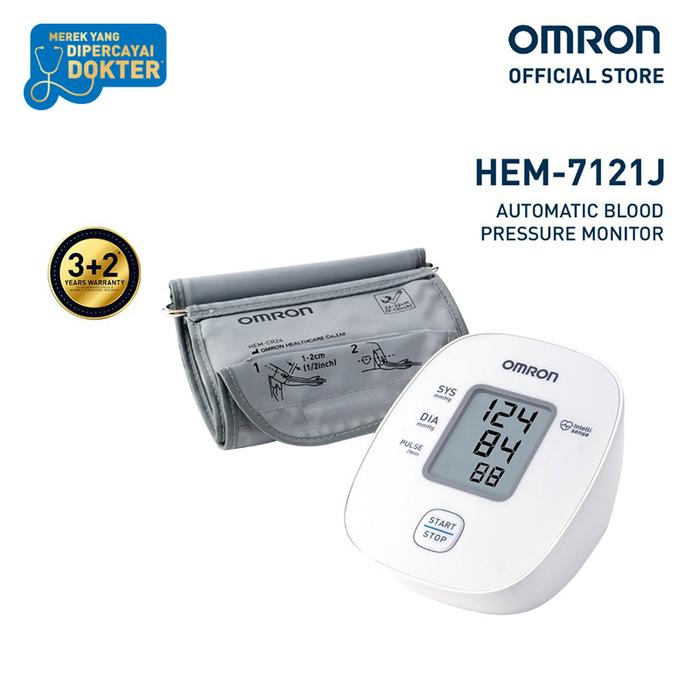 MEREK YANG
DIPERCAYAI
DOKTER*
OMRON
OFFICIAL STORE
HEM-7121J
AUTOMATIC BLOOD
PRESSURE MONITOR
3+2*
YEARS WARRANTY
OMRON
HEM-CR24
OMRON HEALTHCARE Co.,Ltd.
1
1-2cm
(1/2inch)
2
OMRON
SYS
mmHg
124
DIA
mmHg
84
PULSE
/min
88
Intelli
sense
START
STOP